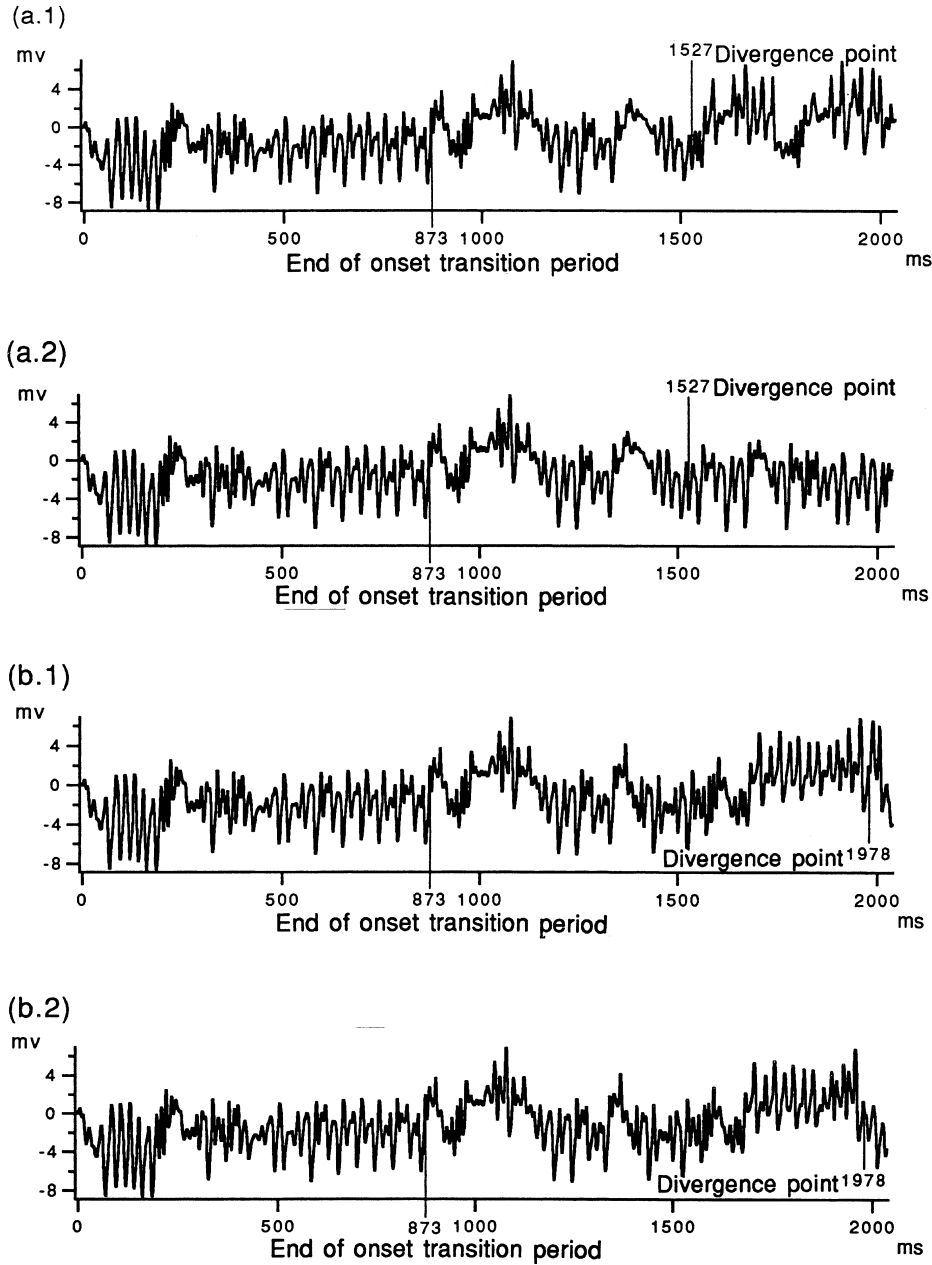 (a.1)
mv
1527 Divergence point
4
0
-4
-8
0 500 873 1000 1500 2000
End of onset transition period ms
(a.2)
mv
1527 Divergence point
4
0
-4
-8
0 500 873 1000 1500 2000
End of onset transition period ms
(b.1)
mv
4
0
-4
-8
Divergence point 1978
0 500 873 1000 1500 2000
End of onset transition period ms
(b.2)
mv
4
0
-4
-8
Divergence point 1978
0 500 873 1000 1500 2000
End of onset transition period ms